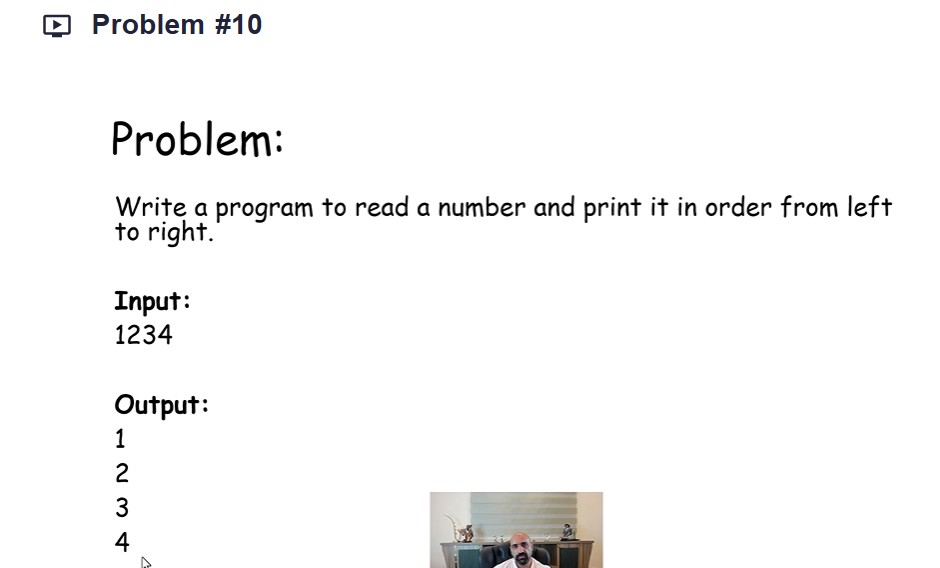 Problem #10
Problem:
Write a program to read a number and print it in order from left
to right.
Input:
1234
Output:
1
2
3
4